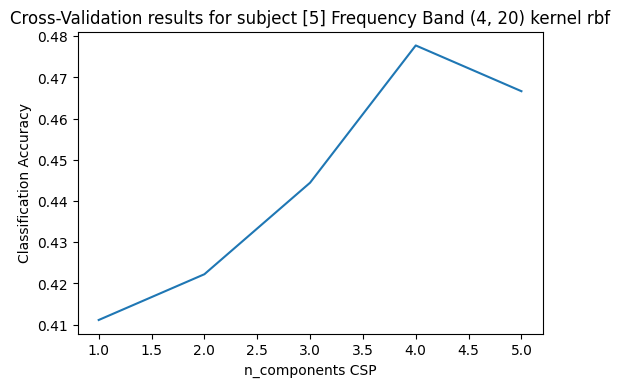 Cross-Validation results for subject [5] Frequency Band (4, 20) kernel rbf
0.48
0.47
0.46
0.45
0.44
0.43
0.42
0.41
Classification Accuracy
1.0 1.5 2.0 2.5 3.0 3.5 4.0 4.5 5.0
n_components CSP